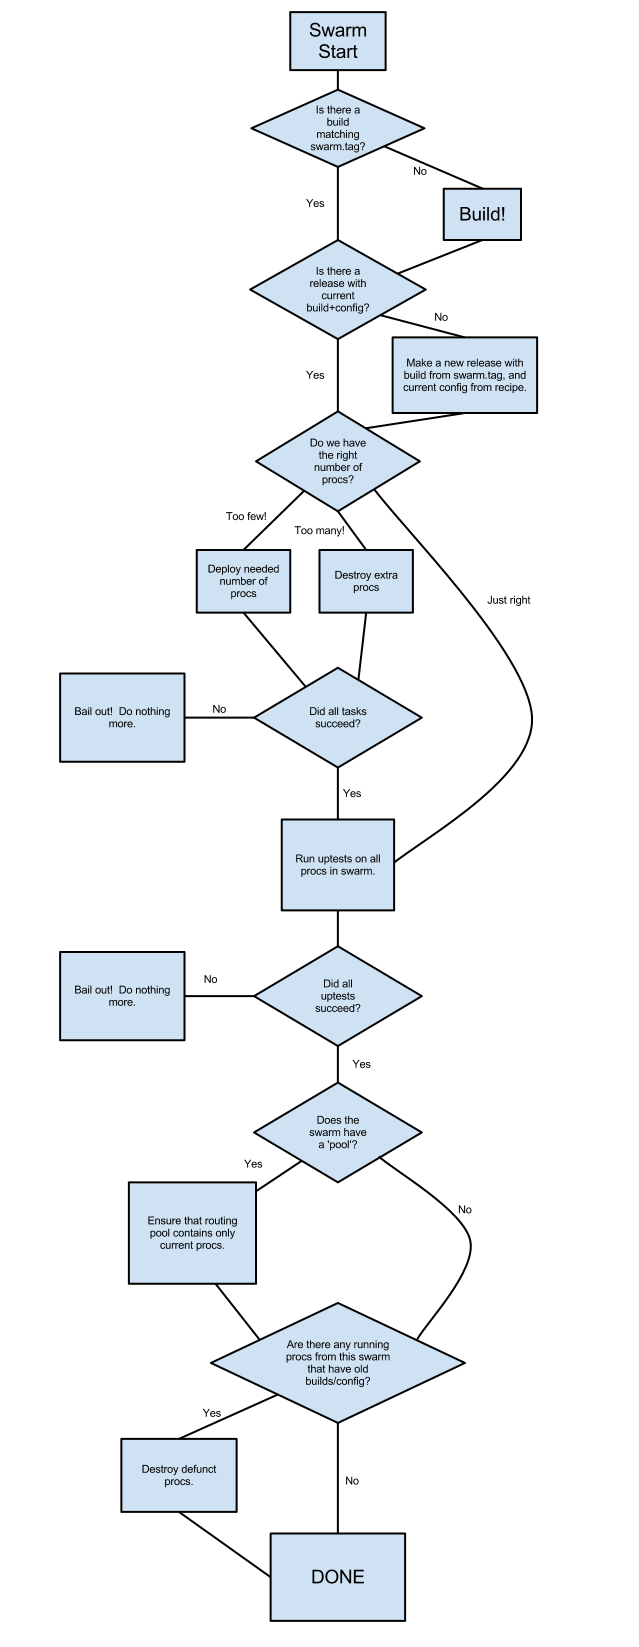 Swarm
Start
Is there a
build
matching
swarm.tag?
No
Yes
Build!
Is there a
release with
current
build+config?
No
Yes
Make a new release with
build from swarm.tag, and
current config from recipe.
Do we have
the right
number of
procs?
Too few!
Too many!
Just right
Deploy needed
number of
procs
Destroy extra
procs
Did all tasks
succeed?
No
Bail out!  Do nothing
more.
Yes
Run uptests on all
procs in swarm.
Did all
uptests
succeed?
No
Bail out!  Do nothing
more.
Yes
Does the
swarm have
a 'pool'?
Yes
No
Ensure that routing
pool contains only
current procs.
Are there any running
procs from this swarm
that have old
builds/config?
Yes
No
Destroy defunct
procs.
DONE